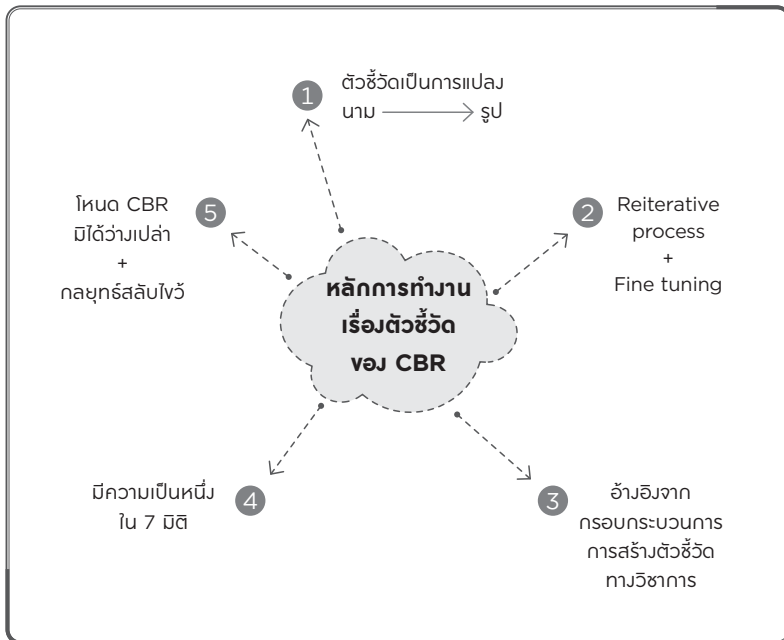 หลักการทำงาน
เรื่องตัวชี้วัด
ของ CBR
1
ตัวชี้วัดเป็นการแปลง
นาม → รูป
2
Reiterative
process
+
Fine tuning
3
อ้างอิงจาก
กรอบกระบวนการ
การสร้างตัวชี้วัด
ทางวิชาการ
4
มีความเป็นหนึ่ง
ใน 7 มิติ
5
โหนด CBR
มิได้ว่างเปล่า
+
กลยุทธ์สลับไขว้